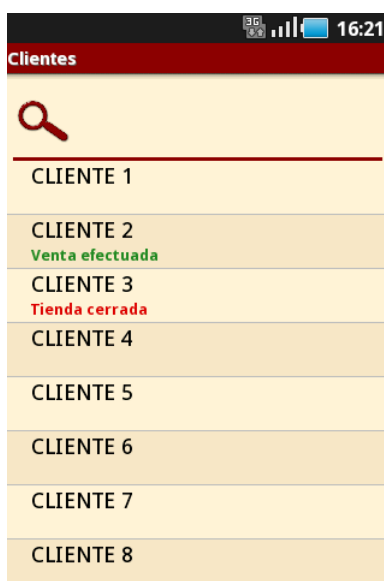 3G 16:21
Clientes
CLIENTE 1
CLIENTE 2
Venta efectuada
CLIENTE 3
Tienda cerrada
CLIENTE 4
CLIENTE 5
CLIENTE 6
CLIENTE 7
CLIENTE 8